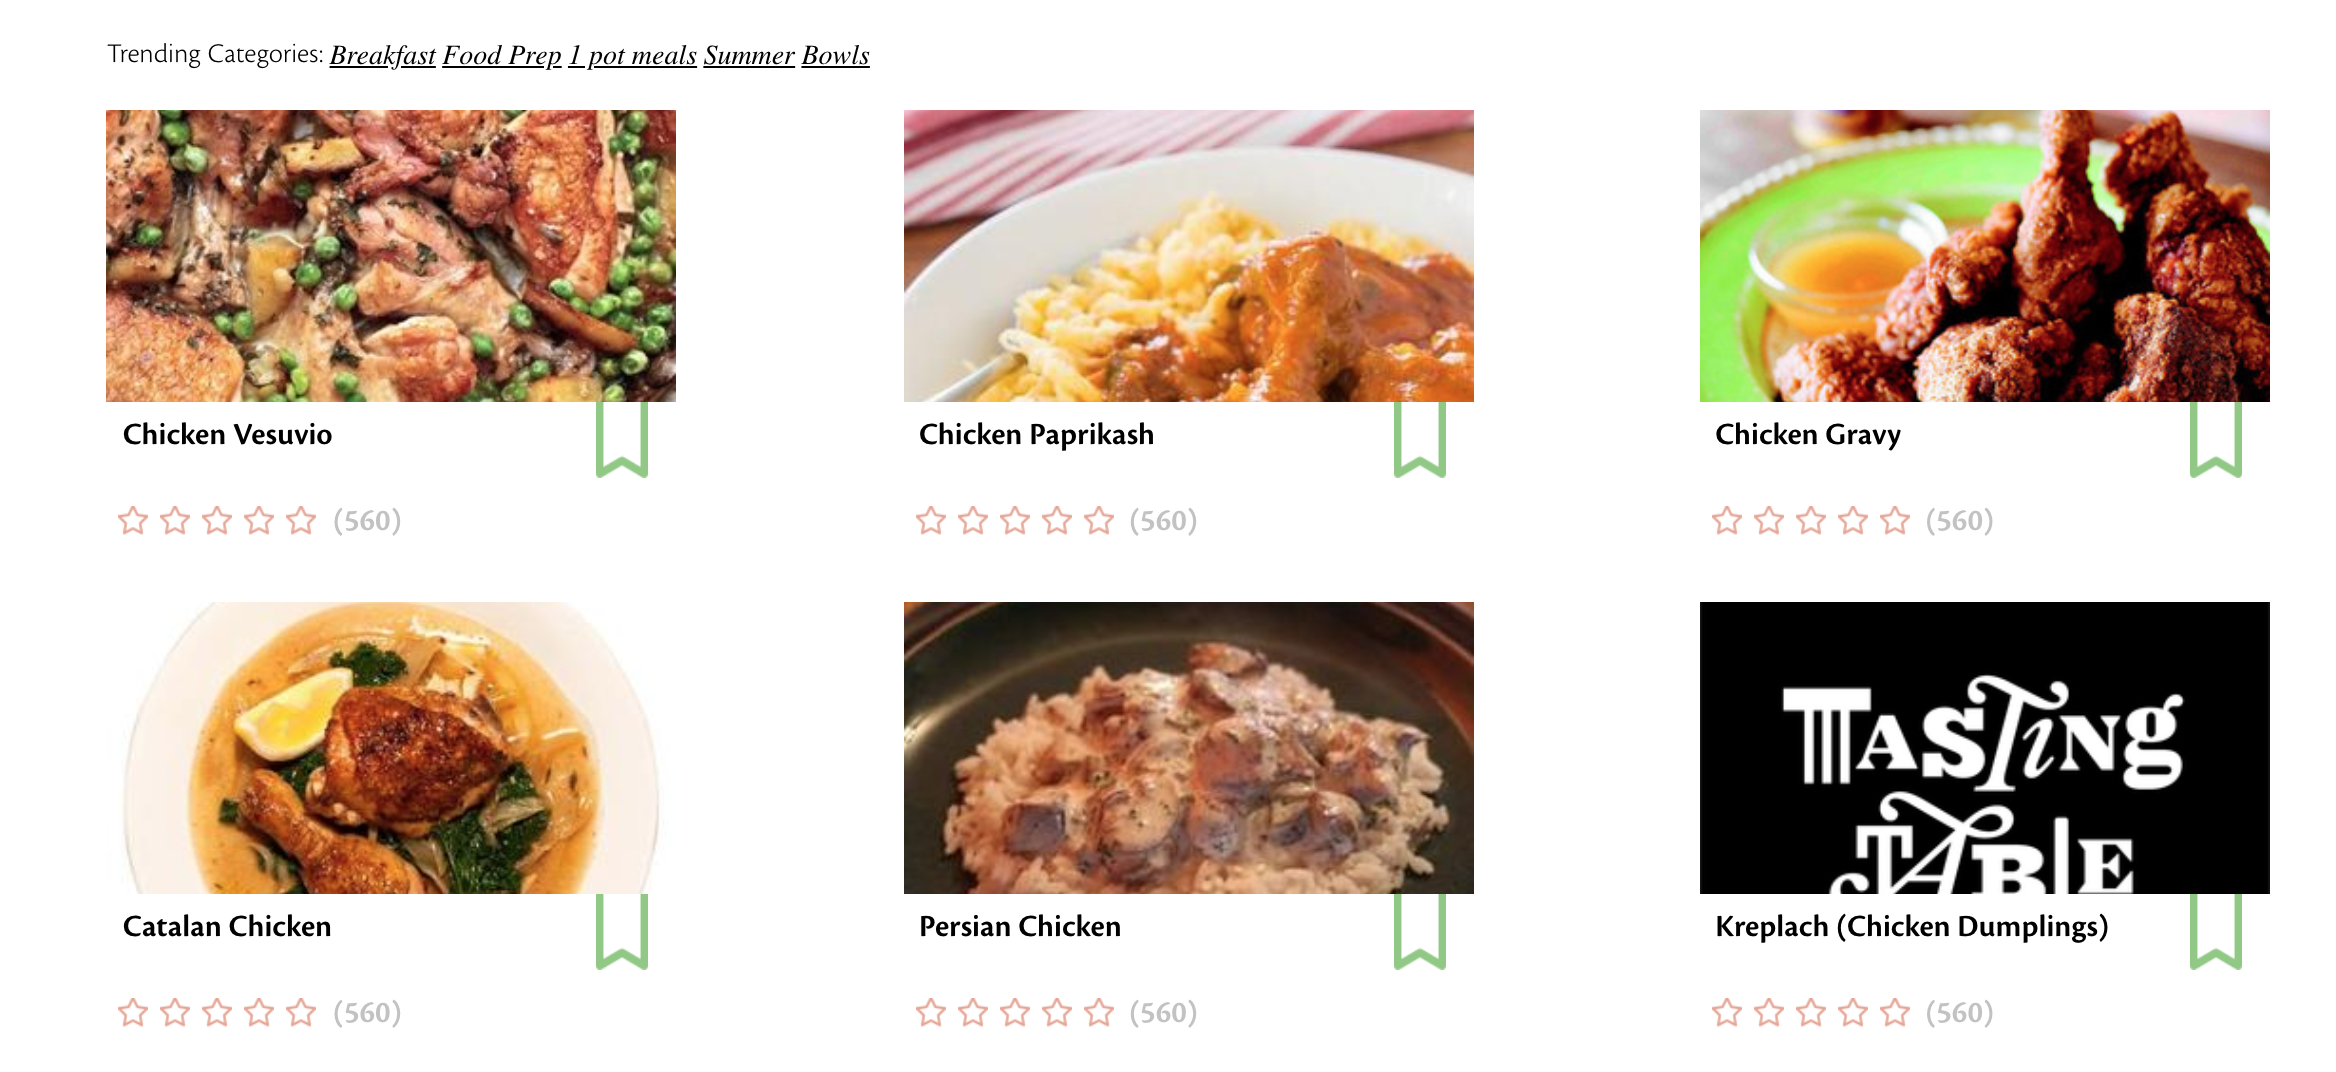 Trending Categories: Breakfast Food Prep 1 pot meals Summer Bowls
Chicken Vesuvio
Chicken Paprikash
Chicken Gravy
(560)
(560)
(560)
TASTiNg
TABLE
Catalan Chicken
Persian Chicken
Kreplach (Chicken Dumplings)
(560)
(560)
(560)